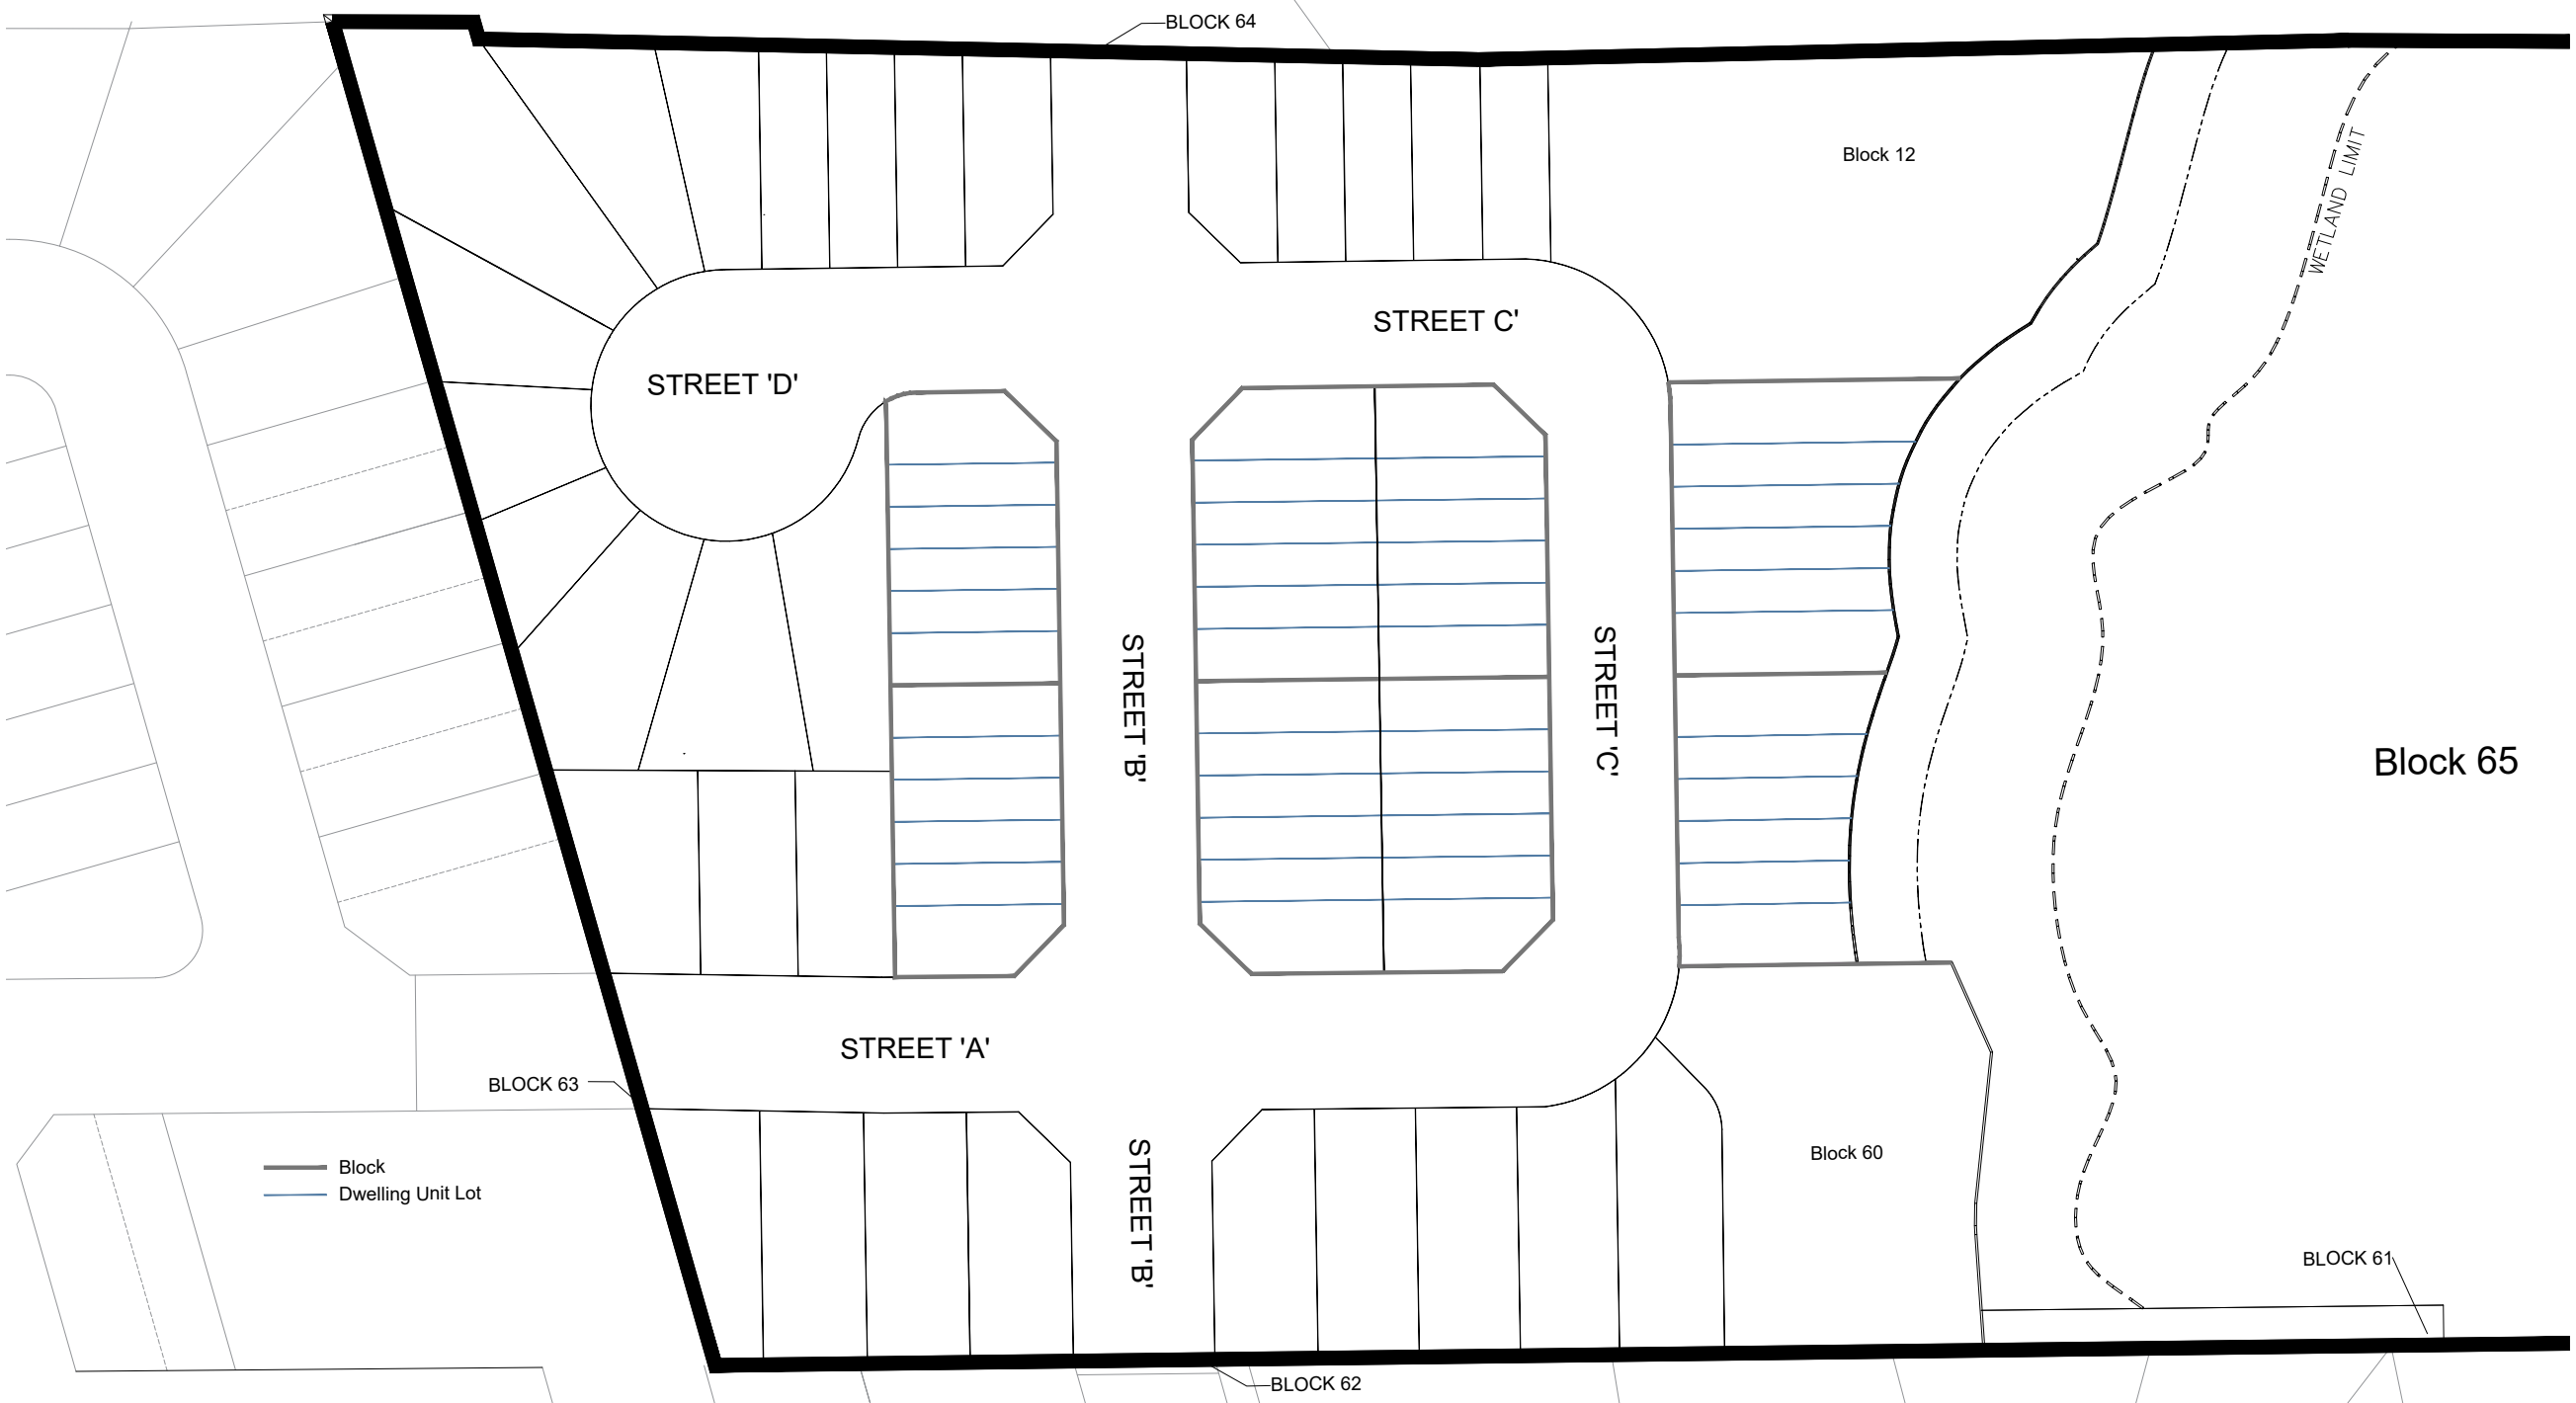 BLOCK 64
Block 12
WETLAND LIMIT
STREET C'
STREET 'D'
STREET 'B'
STREET 'C'
Block 65
STREET 'A'
BLOCK 63
STREET 'B'
Block 60
Block
Dwelling Unit Lot
BLOCK 61
BLOCK 62